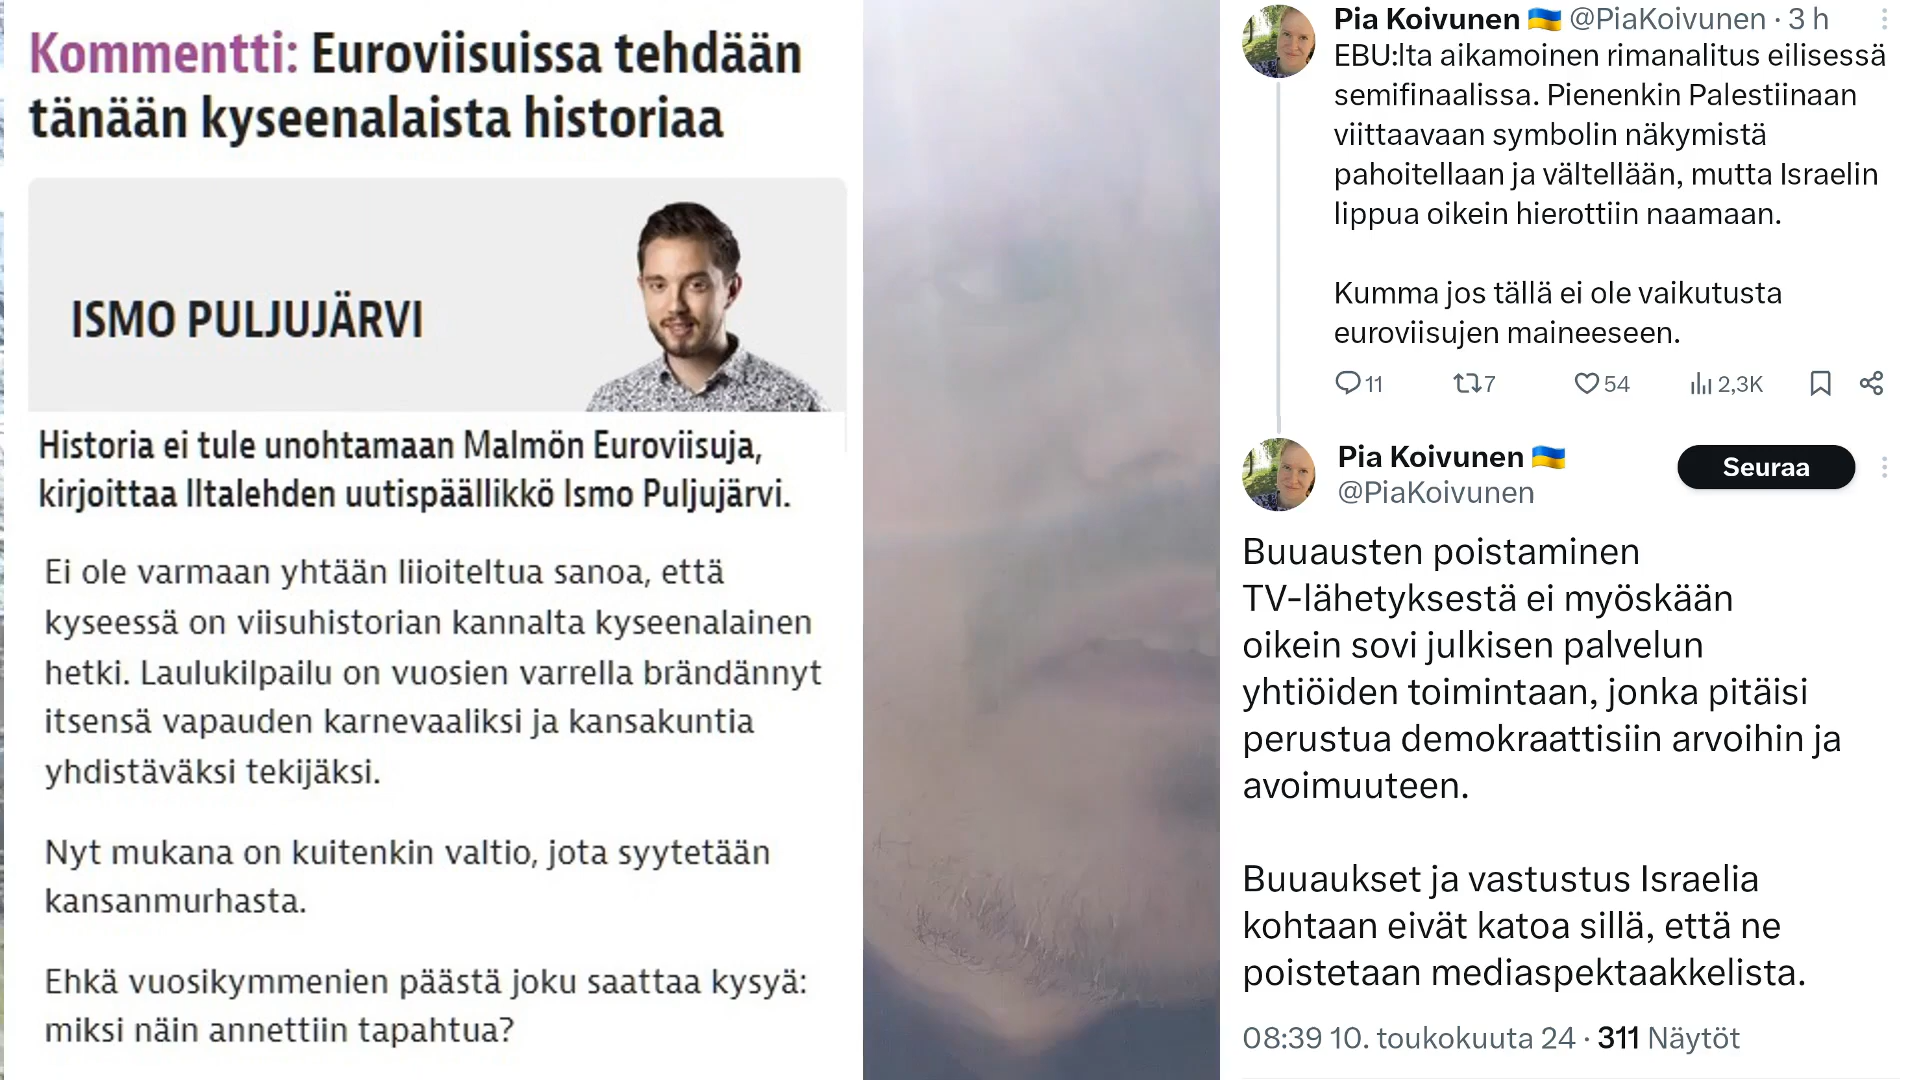 Kommentti: Euroviisuissa tehdään
tänään kyseenalaista historiaa
ISMO PULJUJÄRVI
Historia ei tule unohtamaan Malmön Euroviisuja,
kirjoittaa Iltalehden uutispäällikkö Ismo Puljujärvi.
Ei ole varmaan yhtään liioiteltua sanoa, että
kyseessä on viisuhistorian kannalta kyseenalainen
hetki. Laulukilpailu on vuosien varrella brändännyt
itsensä vapauden karnevaaliksi ja kansakuntia
yhdistäväksi tekijäksi.
Nyt mukana on kuitenkin valtio, jota syytetään
kansanmurhasta.
Ehkä vuosikymmenien päästä joku saattaa kysyä:
miksi näin annettiin tapahtua?
Pia Koivunen 🇺🇦 @PiaKoivunen · 3 h
EBU:lta aikamoinen rimanalitus eilisessä
semifinaalissa. Pienenkin Palestiinaan
viittaavaan symbolin näkymistä
pahoitellaan ja vältellään, mutta Israelin
lippua oikein hierottiin naamaan.
Kumma jos tällä ei ole vaikutusta
euroviisujen maineeseen.
11 7 54 2,3K
Pia Koivunen 🇺🇦
@PiaKoivunen
Seuraa
Buuausten poistaminen
TV-lähetyksestä ei myöskään
oikein sovi julkisen palvelun
yhtiöiden toimintaan, jonka pitäisi
perustua demokraattisiin arvoihin ja
avoimuuteen.
Buuaukset ja vastustus Israelia
kohtaan eivät katoa sillä, että ne
poistetaan mediaspektaakkelista.
08:39 10. toukokuuta 24 · 311 Näytöt